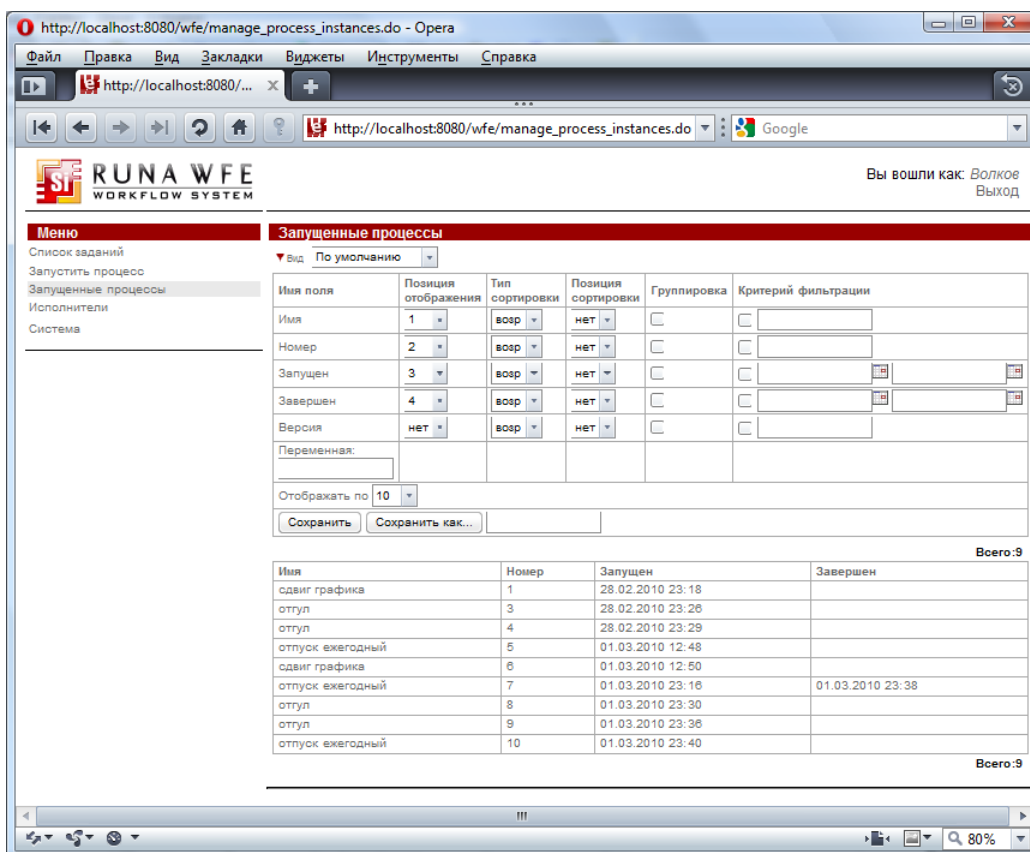 http://localhost:8080/wfe/manage_process_instances.do - Opera
Файл Правка Вид Закладки Виджеты Инструменты Справка
http://localhost:8080/...
http://localhost:8080/wfe/manage_process_instances.do Google
RUNA WFE
WORKFLOW SYSTEM
Вы вошли как: Волков
Выход
Меню
Список заданий
Запустить процесс
Запущенные процессы
Исполнители
Система
Запущенные процессы
Вид По умолчанию
Имя поля Позиция отображения Тип сортировки Позиция сортировки Группировка Критерий фильтрации
Имя 1 возр нет
Номер 2 возр нет
Запущен 3 возр нет
Завершен 4 возр нет
Версия нет возр нет
Переменная:
Отображать по 10
Сохранить Сохранить как...
Всего:9
Имя Номер Запущен Завершен
сдвиг графика 1 28.02.2010 23:18
отгул 3 28.02.2010 23:26
отгул 4 28.02.2010 23:29
отпуск ежегодный 5 01.03.2010 12:48
сдвиг графика 6 01.03.2010 12:50
отпуск ежегодный 7 01.03.2010 23:16 01.03.2010 23:38
отгул 8 01.03.2010 23:30
отгул 9 01.03.2010 23:36
отпуск ежегодный 10 01.03.2010 23:40
Всего:9
80%